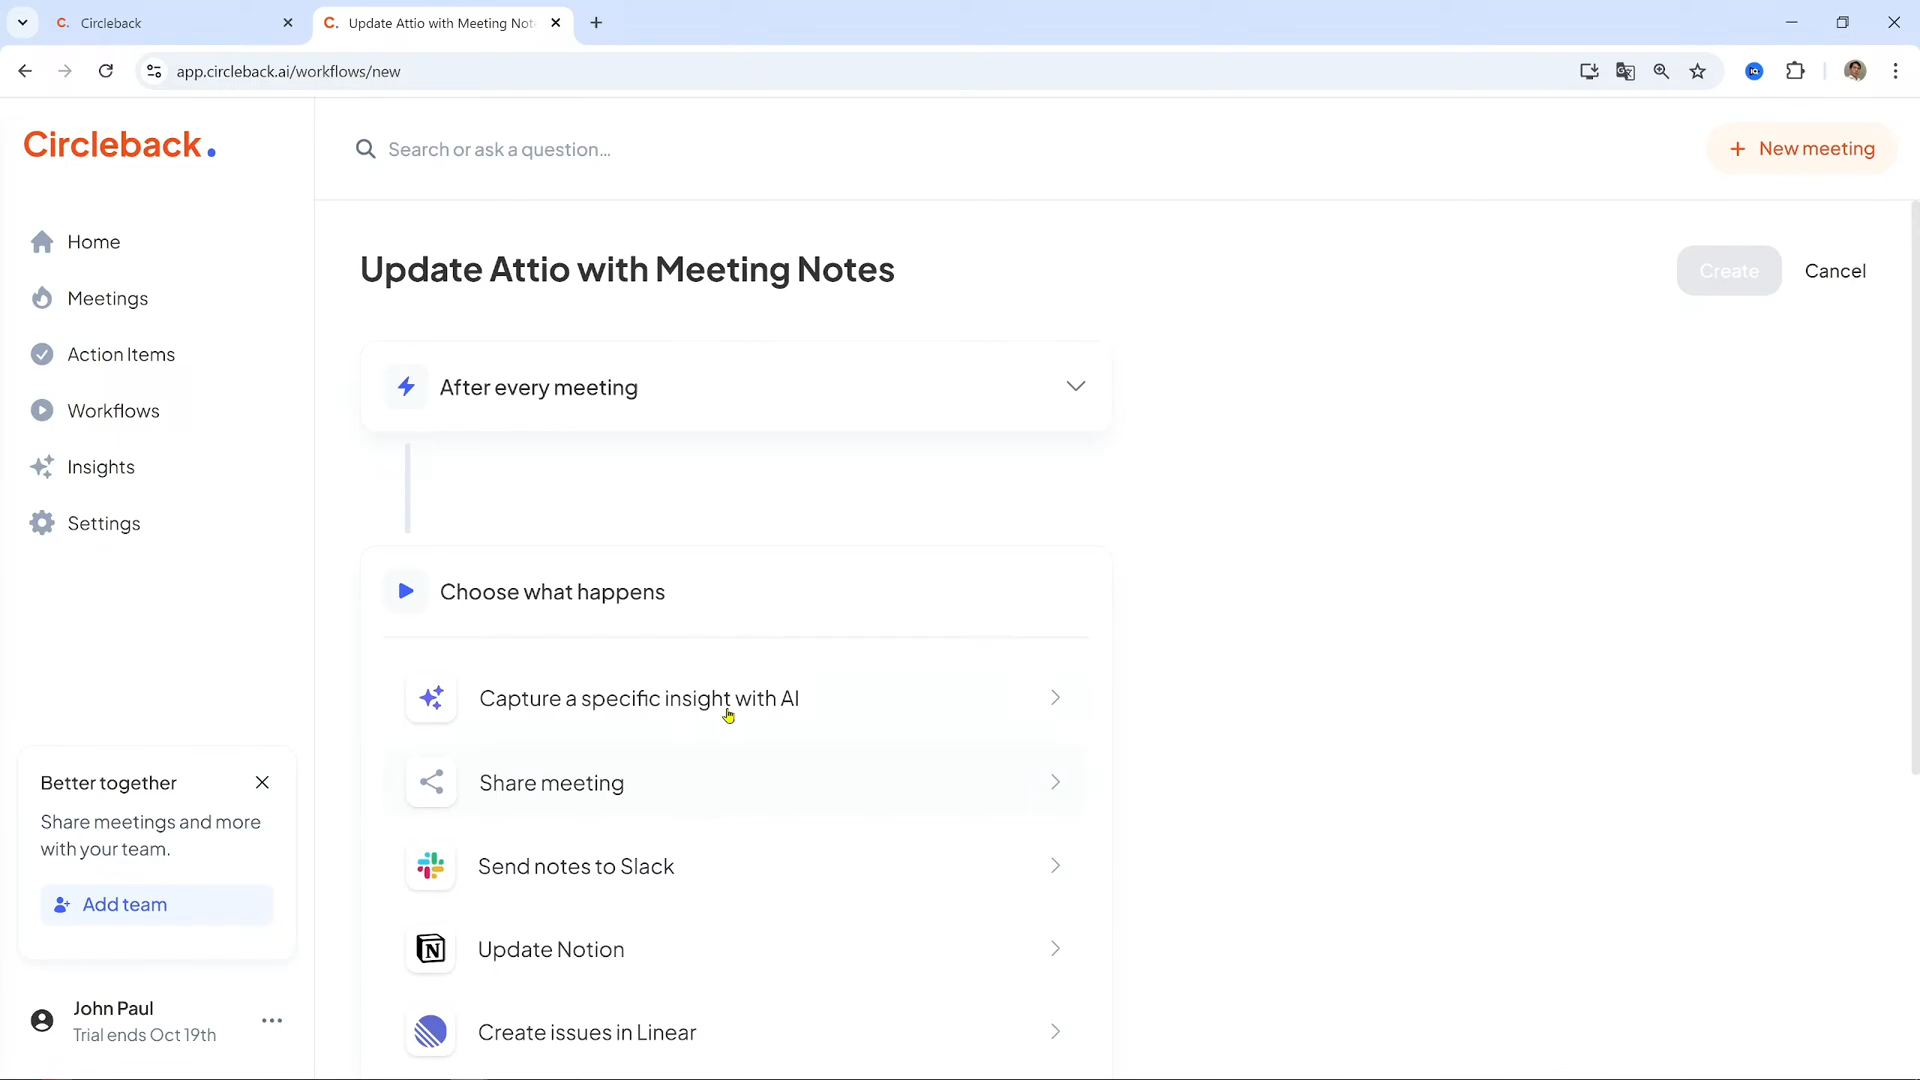 Circleback
Update Attio with Meeting Not
app.circleback.ai/workflows/new
Circleback.
Search or ask a question...
+ New meeting
Home
Meetings
Action Items
Workflows
Insights
Settings
Update Attio with Meeting Notes
Create
Cancel
After every meeting
Choose what happens
Capture a specific insight with AI
Share meeting
Send notes to Slack
Update Notion
Create issues in Linear
Better together
Share meetings and more
with your team.
Add team
John Paul
Trial ends Oct 19th